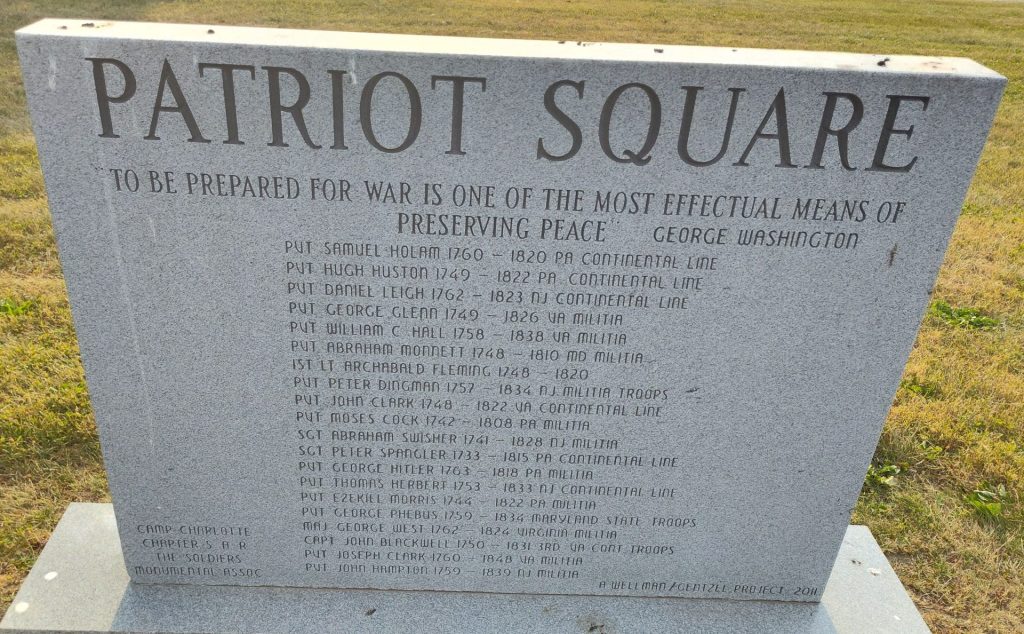 PATRIOT SQUARE
"TO BE PREPARED FOR WAR IS ONE OF THE MOST EFFECTUAL MEANS OF
PRESERVING PEACE" GEORGE WASHINGTON
PVT SAMUEL HOLAM 1760 – 1820 PA CONTINENTAL LINE
PVT HUGH HUSTON 1749 – 1822 PA CONTINENTAL LINE
PVT DANIEL LEIGH 1762 – 1823 NJ CONTINENTAL LINE
PVT GEORGE GLENN 1749 – 1826 VA MILITIA
PVT WILLIAM C HALL 1758 – 1838 VA MILITIA
PVT ABRAHAM MONNETT 1748 – 1810 MD MILITIA
1ST LT ARCHABALD FLEMING 1748 – 1820
PVT PETER DINGMAN 1757 – 1834 NJ MILITIA TROOPS
PVT JOHN CLARK 1748 – 1822 VA CONTINENTAL LINE
PVT MOSES COCK 1742 – 1808 PA MILITIA
SGT ABRAHAM SWISHER 1741 – 1828 NJ MILITIA
SGT PETER SPANGLER 1733 – 1815 PA CONTINENTAL LINE
PVT GEORGE HITLER 1763 – 1818 PA MILITIA
PVT THOMAS HERBERT 1753 – 1833 NJ CONTINENTAL LINE
PVT EZEKILL MORRIS 1744 – 1822 PA MILITIA
PVT GEORGE PHEBUS 1759 – 1834 MARYLAND STATE TROOPS
MAJ GEORGE WEST 1762 – 1824 VIRGINIA MILITIA
CAPT JOHN BLACKWELL 1750 – 1831 3RD VA CONT TROOPS
PVT JOSEPH CLARK 1760 – 1848 VA MILITIA
PVT JOHN HAMPTON 1759 – 1839 NJ MILITIA
CAMP CHARLOTTE
CHAPTER S A R
THE SOLDIERS
MONUMENTAL ASSOC
A WELLMAN/GENTZLE PROJECT 2011